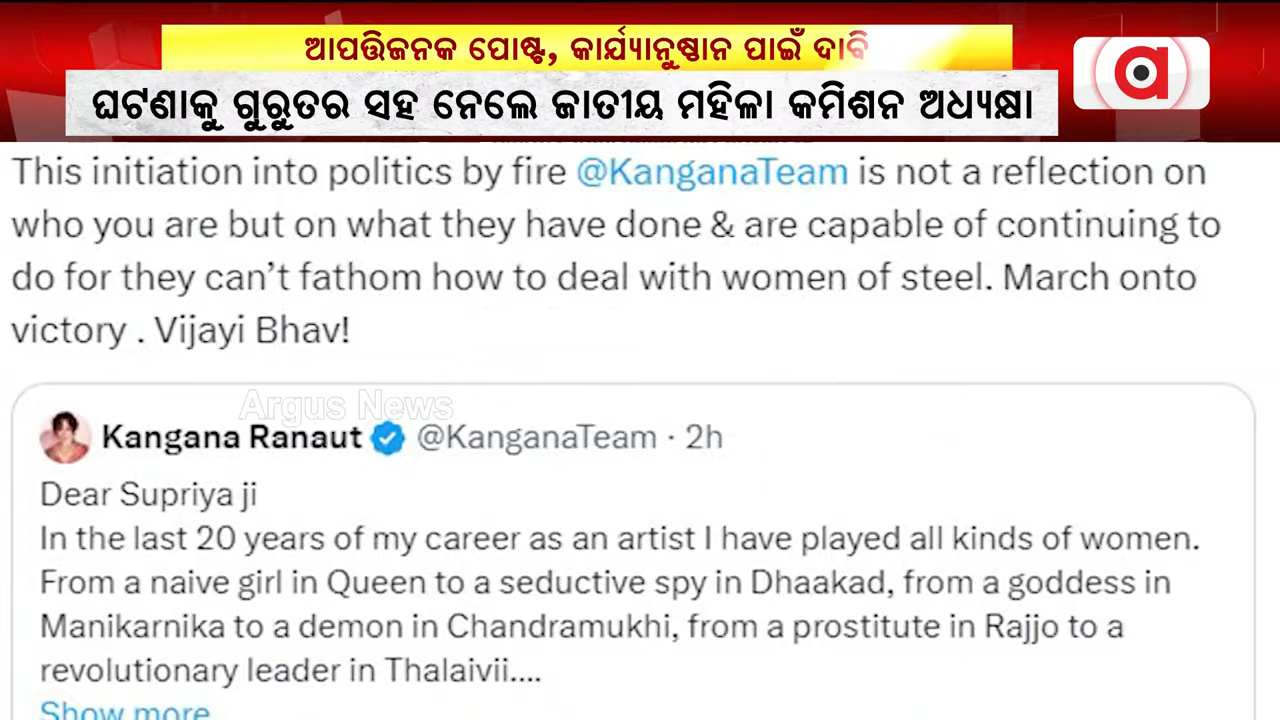 ଆପତ୍ତିଜନକ ପୋଷ୍ଟ, କାର୍ଯ୍ୟାନୁଷ୍ଠାନ ପାଇଁ ଦାବି
ଘଟଣାକୁ ଗୁରୁତର ସହ ନେଲେ ଜାତୀୟ ମହିଳା କମିଶନ ଅଧ୍ୟକ୍ଷା
a
This initiation into politics by fire @KanganaTeam is not a reflection on
who you are but on what they have done & are capable of continuing to
do for they can't fathom how to deal with women of steel. March onto
victory . Vijayi Bhav!
Argus News
Kangana Ranaut @KanganaTeam · 2h
Dear Supriya ji
In the last 20 years of my career as an artist I have played all kinds of women.
From a naive girl in Queen to a seductive spy in Dhaakad, from a goddess in
Manikarnika to a demon in Chandramukhi, from a prostitute in Rajjo to a
revolutionary leader in Thalaivii....
Show more